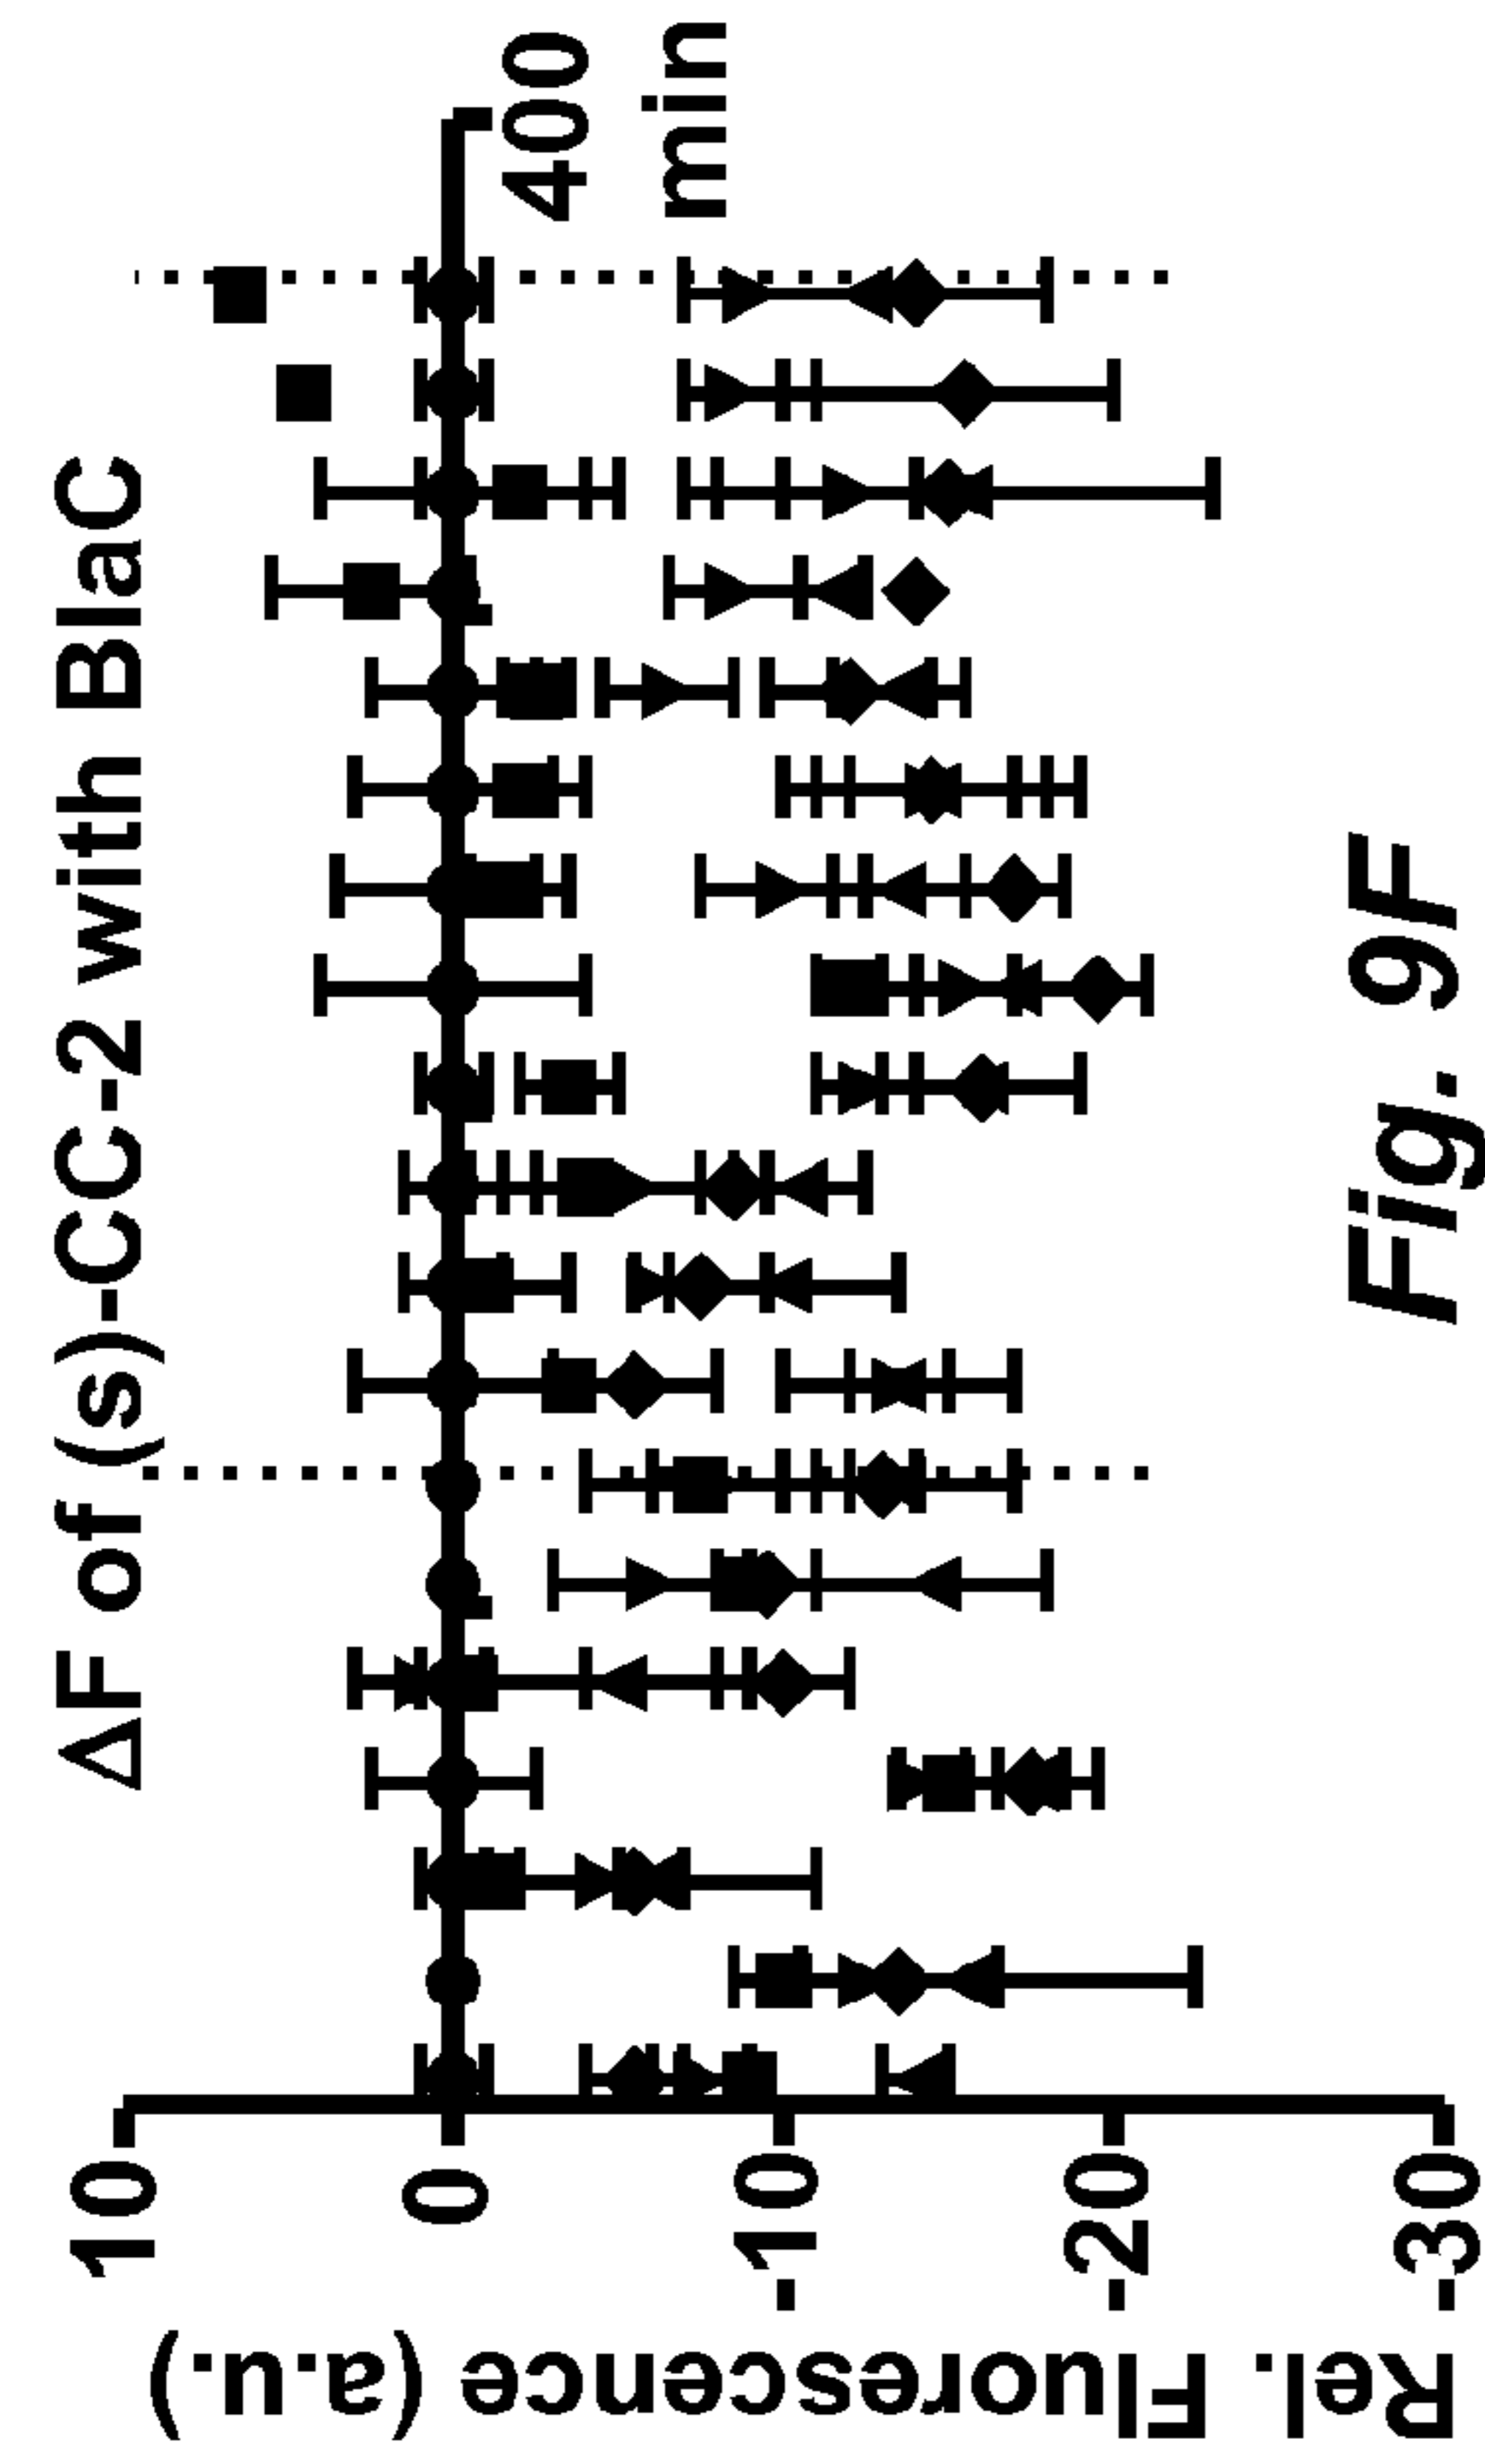 ΔF of (s)-CC-2 with BlaC
10
0
-10
-20
-30
Rel. Fluorescence (a.u.)
400
min
Fig. 9F